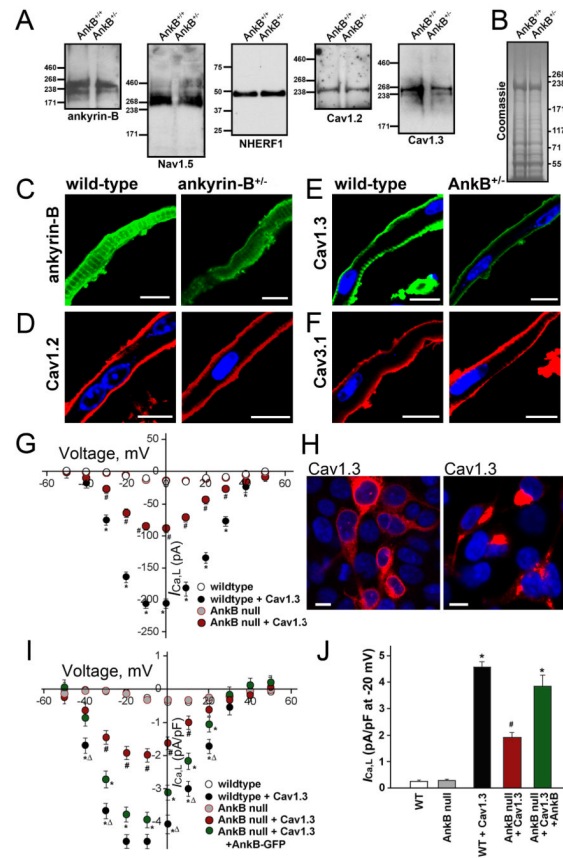 A
AnkB+/+
AnkB+/-
460
268
238
171
ankyrin-B
AnkB+/+
AnkB+/-
460
268
238
171
Nav1.5
AnkB+/+
AnkB+/-
75
50
37
25
NHERF1
AnkB+/+
AnkB+/-
460
268
238
171
Cav1.2
AnkB+/+
AnkB+/-
460
268
238
171
Cav1.3
B
AnkB+/+
AnkB+/-
268
238
171
117
71
55
Coomassie
C
wild-type
ankyrin-B+/-
ankyrin-B
E
wild-type
AnkB+/-
Cav1.3
D
Cav1.2
F
Cav3.1
G
Voltage, mV
50
0
-50
-100
-150
-200
-250
-60
-40
-20
20
40
60
ICa,L (pA)
wildtype
wildtype + Cav1.3
AnkB null
AnkB null + Cav1.3
H
Cav1.3
Cav1.3
I
Voltage, mV
1
0
-1
-2
-3
-4
-60
-40
-20
20
40
60
ICa,L (pA/pF)
wildtype
wildtype + Cav1.3
AnkB null
AnkB null + Cav1.3
AnkB null + Cav1.3
+AnkB-GFP
J
ICa,L (pA/pF at -20 mV)
5
4
3
2
1
0
WT
AnkB null
WT + Cav1.3
AnkB null
+ Cav1.3
AnkB null
+ Cav1.3
+AnkB